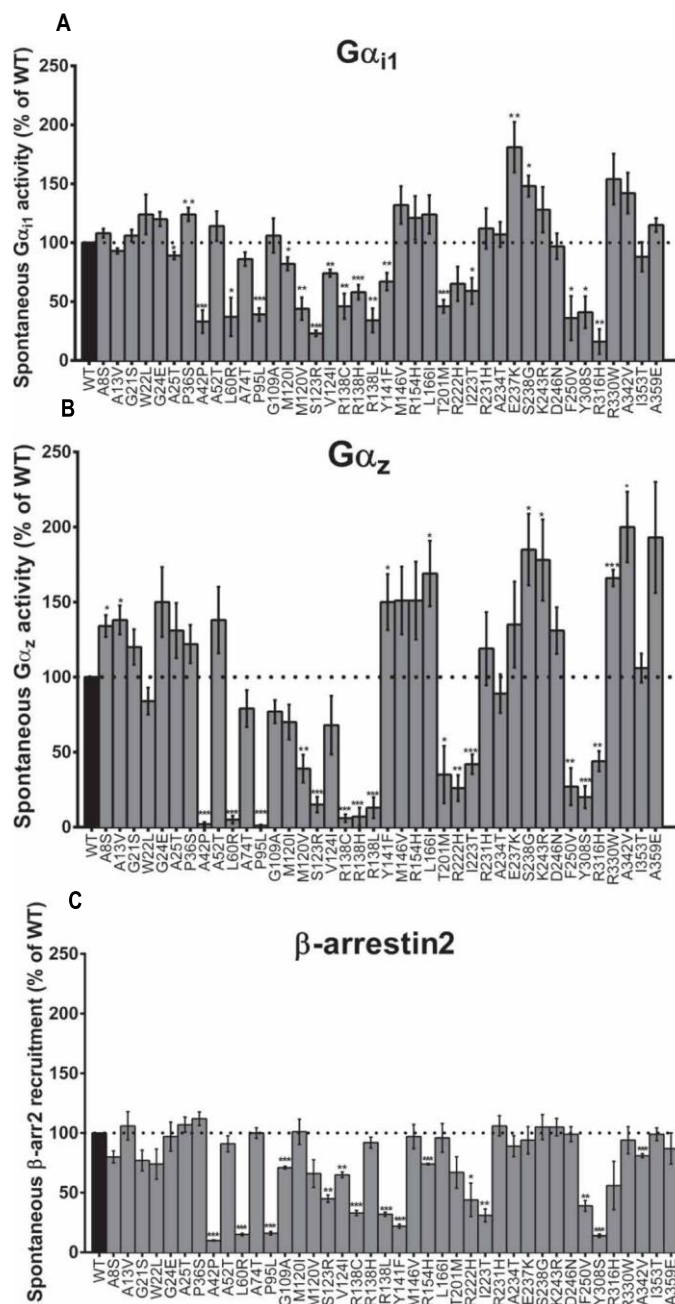 A
Gαi1
Spontaneous Gαi1 activity (% of WT)
250
200
150
100
50
0
** * *** * *** * ** *** ** ** *** ** ** *** * ** * * * **
WT A8S A13V G21S W22L G24E A25T P36S A42P A52T L60R A74T P95L G109A M120I M120V S123R V124I R138C R138H R138L Y141F M146V R154H L166I T201M R222H I223T R231H A234T E237K S238G K243R D246N F250V Y308S R316H R330W A342V I353T A359E
B
Gαz
Spontaneous Gαz activity (% of WT)
250
200
150
100
50
0
* * *** *** *** ** *** *** *** *** * * * ** *** * * ** *** ** *** *
WT A8S A13V G21S W22L G24E A25T P36S A42P A52T L60R A74T P95L G109A M120I M120V S123R V124I R138C R138H R138L Y141F M146V R154H L166I T201M R222H I223T R231H A234T E237K S238G K243R D246N F250V Y308S R316H R330W A342V I353T A359E
C
β-arrestin2
Spontaneous β-arr2 recruitment (% of WT)
250
200
150
100
50
0
*** *** *** *** ** ** *** *** *** *** * ** ** *** ***
WT A8S A13V G21S W22L G24E A25T P36S A42P A52T L60R A74T P95L G109A M120I M120V S123R V124I R138C R138H R138L Y141F M146V R154H L166I T201M R222H I223T R231H A234T E237K S238G K243R D246N F250V Y308S R316H R330W A342V I353T A359E